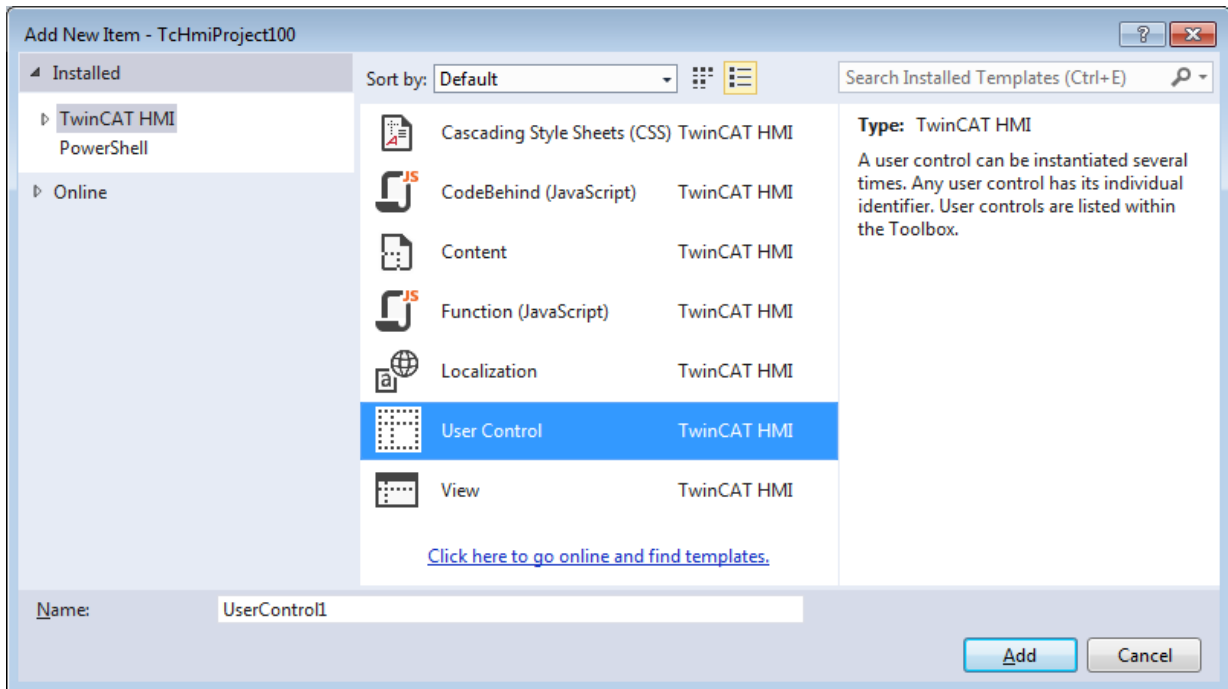 Add New Item - TcHmiProject100
Installed
Sort by: Default
Search Installed Templates (Ctrl+E)
TwinCAT HMI
PowerShell
Online
Cascading Style Sheets (CSS) TwinCAT HMI
CodeBehind (JavaScript) TwinCAT HMI
Content TwinCAT HMI
Function (JavaScript) TwinCAT HMI
Localization TwinCAT HMI
User Control TwinCAT HMI
View TwinCAT HMI
Click here to go online and find templates.
Type: TwinCAT HMI
A user control can be instantiated several
times. Any user control has its individual
identifier. User controls are listed within
the Toolbox.
Name: UserControl1
Add Cancel